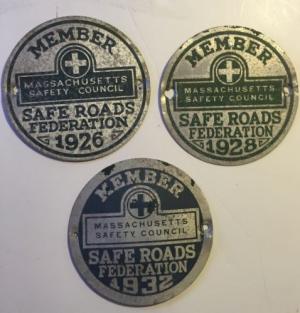 MEMBER
MASSACHUSETTS
SAFETY COUNCIL
SAFE ROADS
FEDERATION
1926
MEMBER
MASSACHUSETTS
SAFETY COUNCIL
SAFE ROADS
FEDERATION
1928
MEMBER
MASSACHUSETTS
SAFETY COUNCIL
SAFE ROADS
FEDERATION
1932